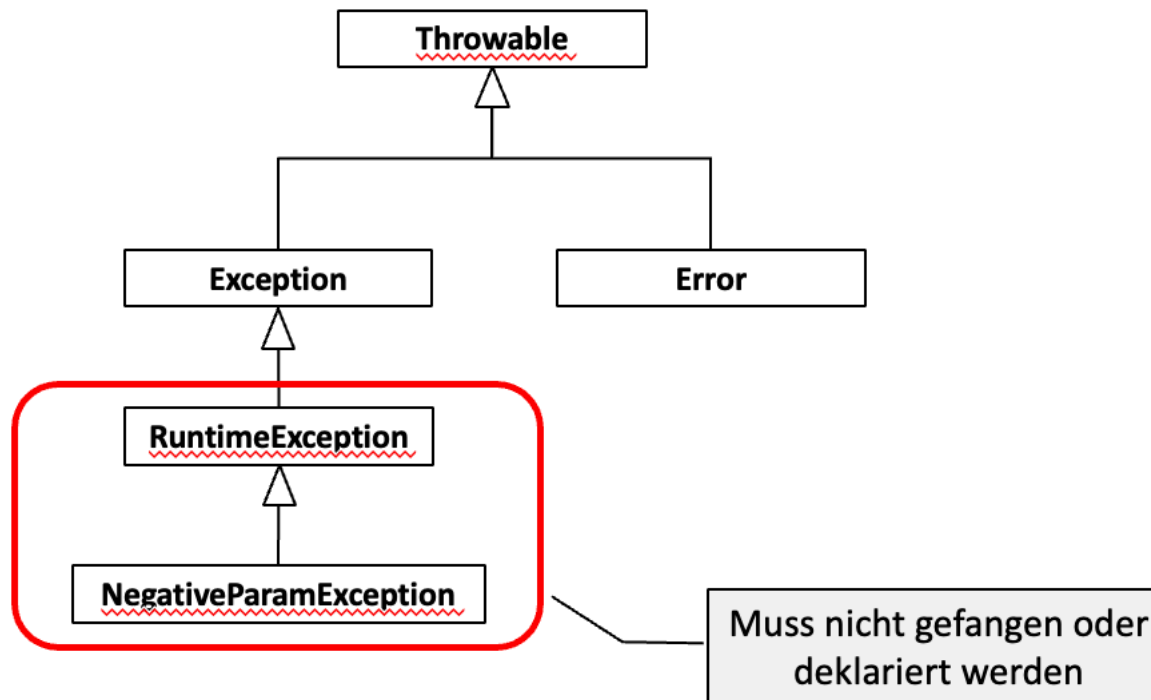 Throwable
Exception
Error
RuntimeException
NegativeParamException
Muss nicht gefangen oder
deklariert werden